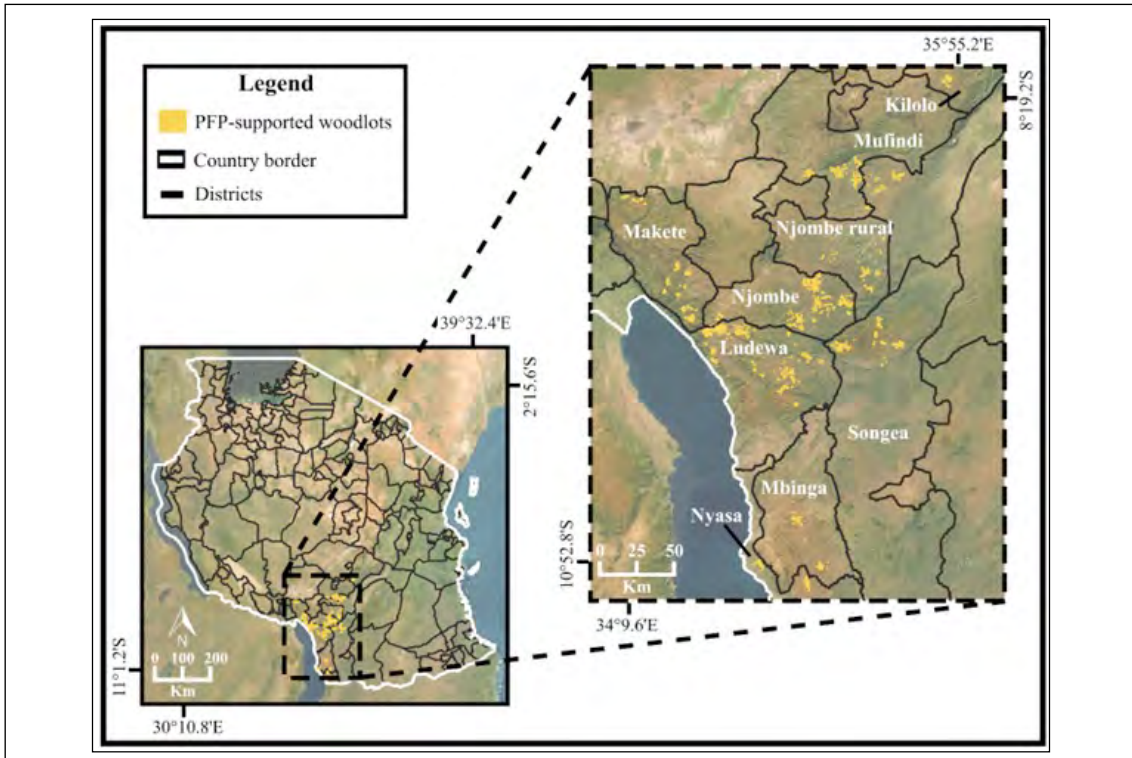 Legend
PFP-supported woodlots
Country border
Districts
35°55.2'E
8°19.2'S
Kilolo
Mufindi
Makete
Njombe rural
Njombe
Ludewa
Songea
Mbinga
Nyasa
10°52.8'S
0 25 50
Km
34°9.6'E
39°32.4'E
2°15.6'S
N
0 100 200
Km
11°1.2'S
30°10.8'E